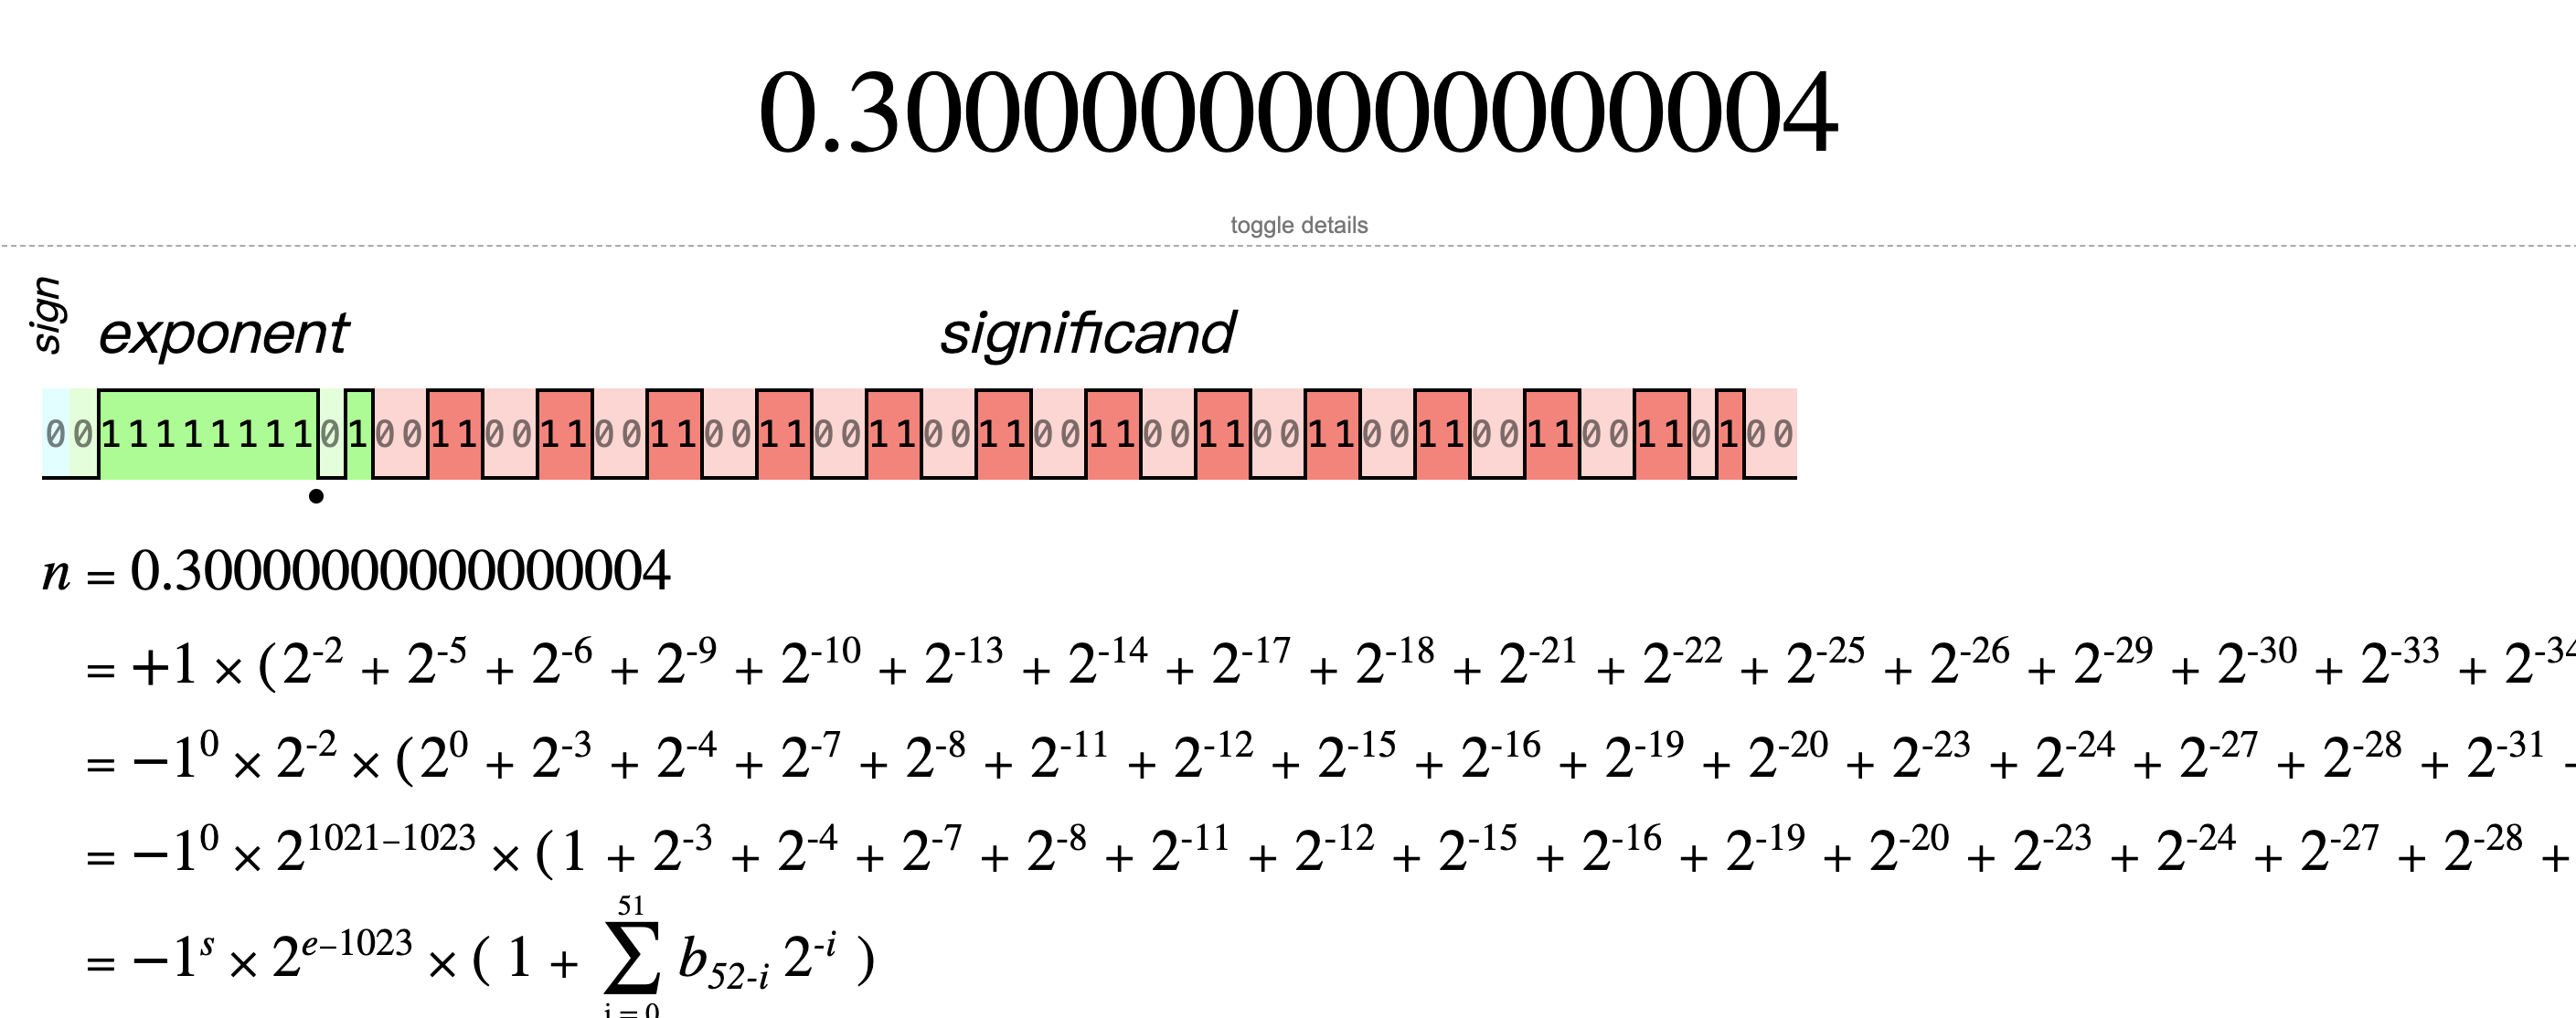 0.30000000000000004
toggle details
sign exponent significand
0011111111010011001100110011001100110011001100110011001100110100
n = 0.30000000000000004
= +1 × (2^-2 + 2^-5 + 2^-6 + 2^-9 + 2^-10 + 2^-13 + 2^-14 + 2^-17 + 2^-18 + 2^-21 + 2^-22 + 2^-25 + 2^-26 + 2^-29 + 2^-30 + 2^-33 + 2^-34
= −1^0 × 2^-2 × (2^0 + 2^-3 + 2^-4 + 2^-7 + 2^-8 + 2^-11 + 2^-12 + 2^-15 + 2^-16 + 2^-19 + 2^-20 + 2^-23 + 2^-24 + 2^-27 + 2^-28 + 2^-31
= −1^0 × 2^1021−1023 × (1 + 2^-3 + 2^-4 + 2^-7 + 2^-8 + 2^-11 + 2^-12 + 2^-15 + 2^-16 + 2^-19 + 2^-20 + 2^-23 + 2^-24 + 2^-27 + 2^-28 +
= −1^s × 2^e−1023 × ( 1 + ∑_{i = 0}^{51} b_52-i 2^-i )